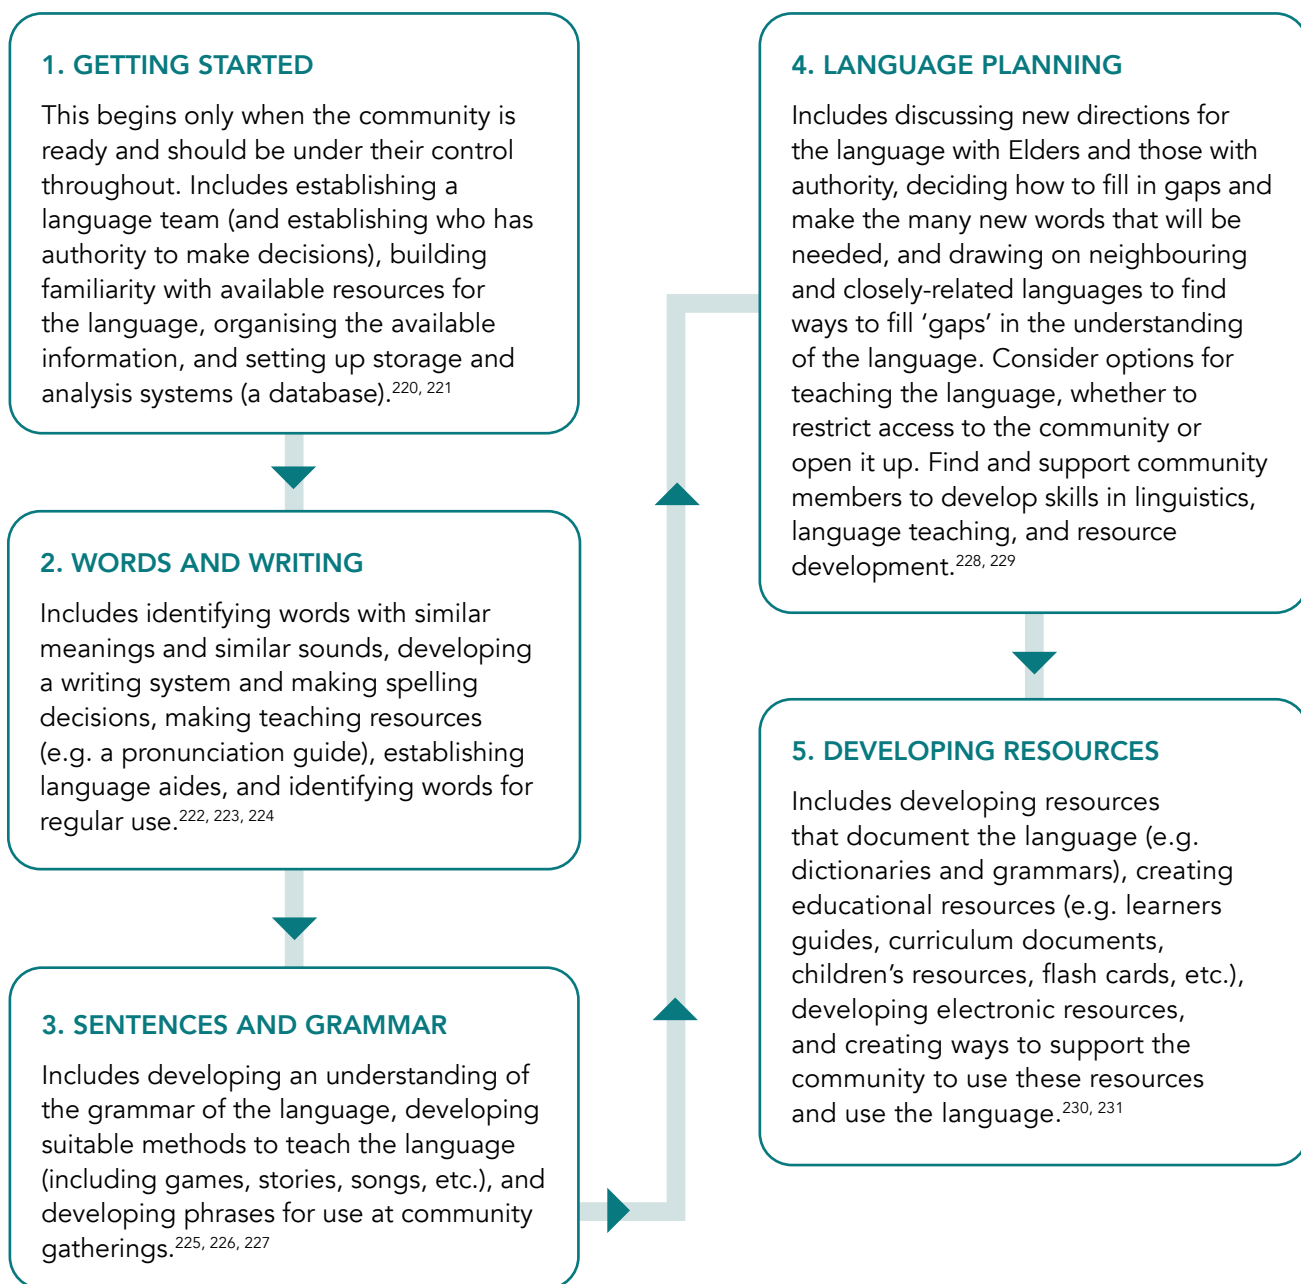 1. GETTING STARTED
This begins only when the community is
ready and should be under their control
throughout. Includes establishing a
language team (and establishing who has
authority to make decisions), building
familiarity with available resources for
the language, organising the available
information, and setting up storage and
analysis systems (a database).220, 221
2. WORDS AND WRITING
Includes identifying words with similar
meanings and similar sounds, developing
a writing system and making spelling
decisions, making teaching resources
(e.g. a pronunciation guide), establishing
language aides, and identifying words for
regular use.222, 223, 224
3. SENTENCES AND GRAMMAR
Includes developing an understanding of
the grammar of the language, developing
suitable methods to teach the language
(including games, stories, songs, etc.), and
developing phrases for use at community
gatherings.225, 226, 227
4. LANGUAGE PLANNING
Includes discussing new directions for
the language with Elders and those with
authority, deciding how to fill in gaps and
make the many new words that will be
needed, and drawing on neighbouring
and closely-related languages to find
ways to fill ‘gaps’ in the understanding
of the language. Consider options for
teaching the language, whether to
restrict access to the community or
open it up. Find and support community
members to develop skills in linguistics,
language teaching, and resource
development.228, 229
5. DEVELOPING RESOURCES
Includes developing resources
that document the language (e.g.
dictionaries and grammars), creating
educational resources (e.g. learners
guides, curriculum documents,
children’s resources, flash cards, etc.),
developing electronic resources,
and creating ways to support the
community to use these resources
and use the language.230, 231